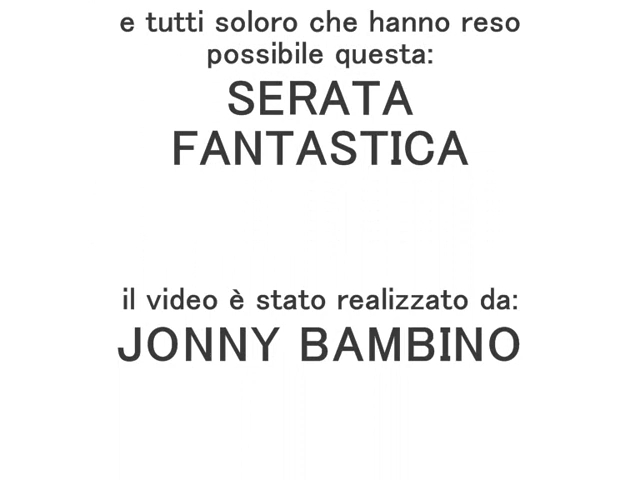 e tutti soloro che hanno reso
possibile questa:
SERATA
FANTASTICA
il video è stato realizzato da:
JONNY BAMBINO